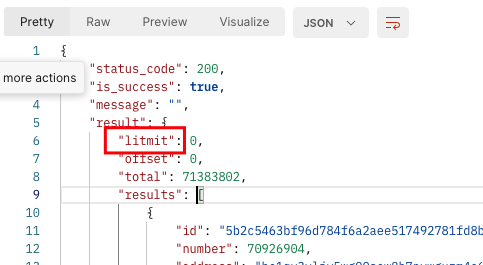 Pretty Raw Preview Visualize JSON
1 {
more actions "status_code": 200,
"is_success": true,
4 "message": "",
5 "result": {
6 "litmit": 0,
7 "offset": 0,
8 "total": 71383802,
9 "results": [
10 {
11 "id": "5b2c5463bf96d784f6a2aee517492781fd8b
12 "number": 70926904,